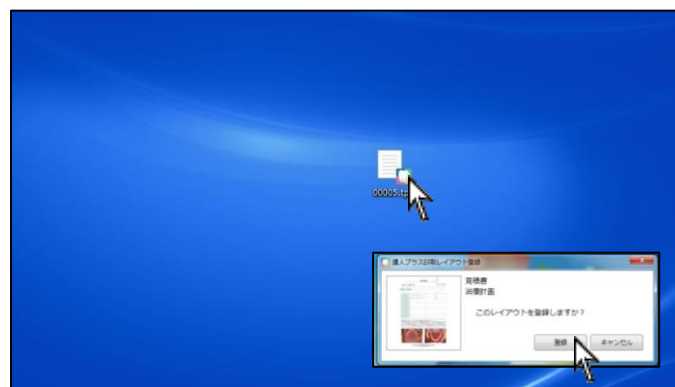 00005.tp
達人プラス印刷レイアウト登録
見積書
治療計画
このレイアウトを登録しますか？
登録
キャンセル